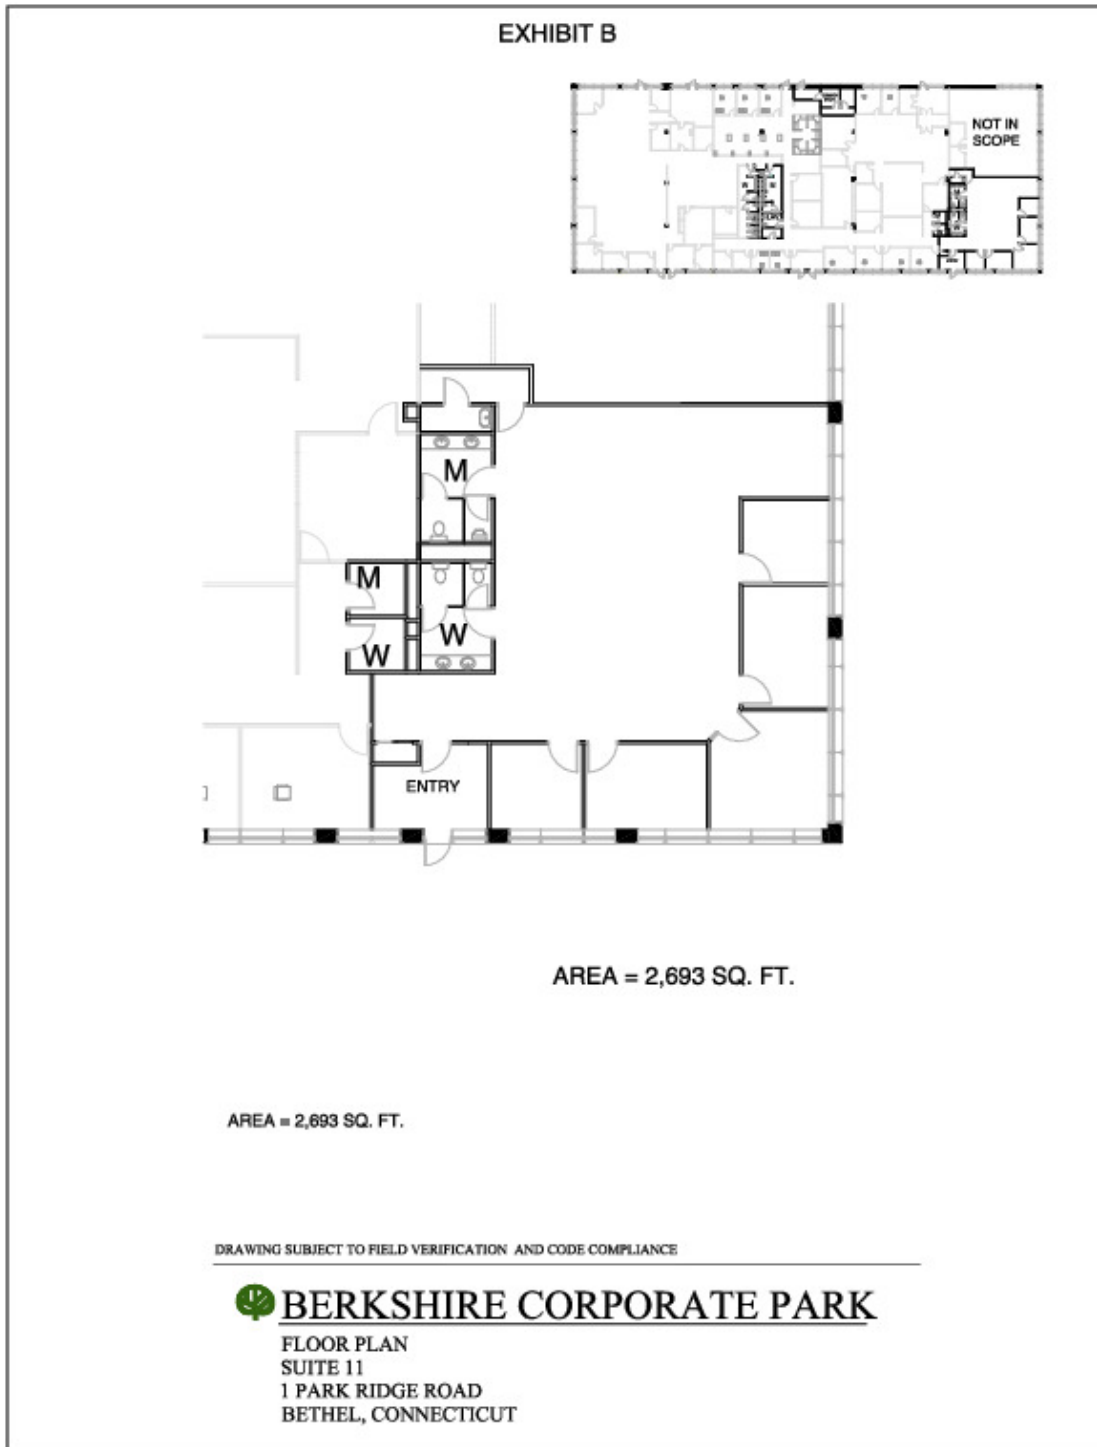 EXHIBIT B
NOT IN
SCOPE
M
M
W
W
ENTRY
AREA = 2,693 SQ. FT.
AREA = 2,693 SQ. FT.
DRAWING SUBJECT TO FIELD VERIFICATION AND CODE COMPLIANCE
BERKSHIRE CORPORATE PARK
FLOOR PLAN
SUITE 11
1 PARK RIDGE ROAD
BETHEL, CONNECTICUT